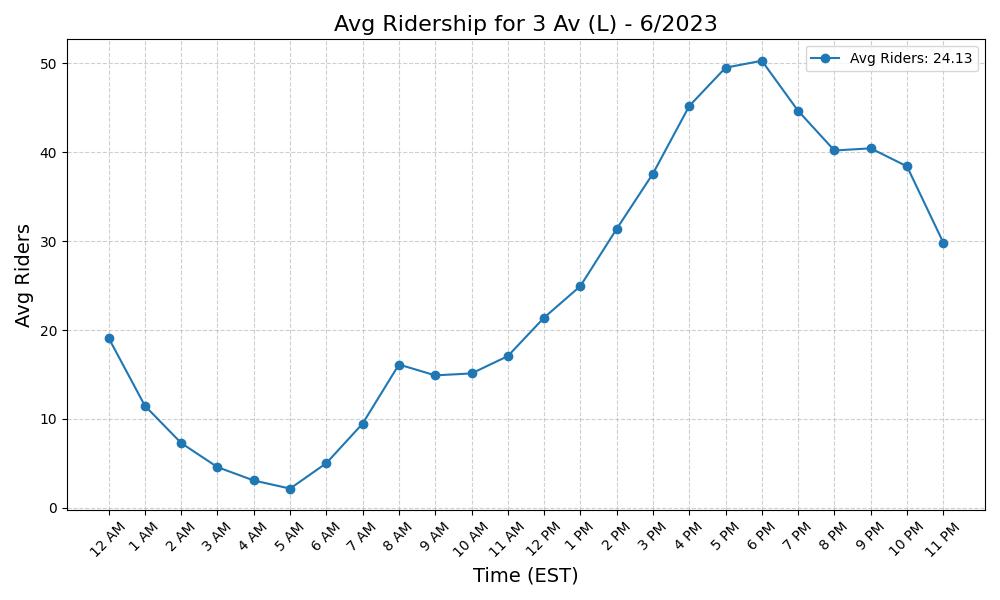 Avg Ridership for 3 Av (L) - 6/2023
Avg Riders: 24.13
Avg Riders
50
40
30
20
10
0
12 AM
1 AM
2 AM
3 AM
4 AM
5 AM
6 AM
7 AM
8 AM
9 AM
10 AM
11 AM
12 PM
1 PM
2 PM
3 PM
4 PM
5 PM
6 PM
7 PM
8 PM
9 PM
10 PM
11 PM
Time (EST)